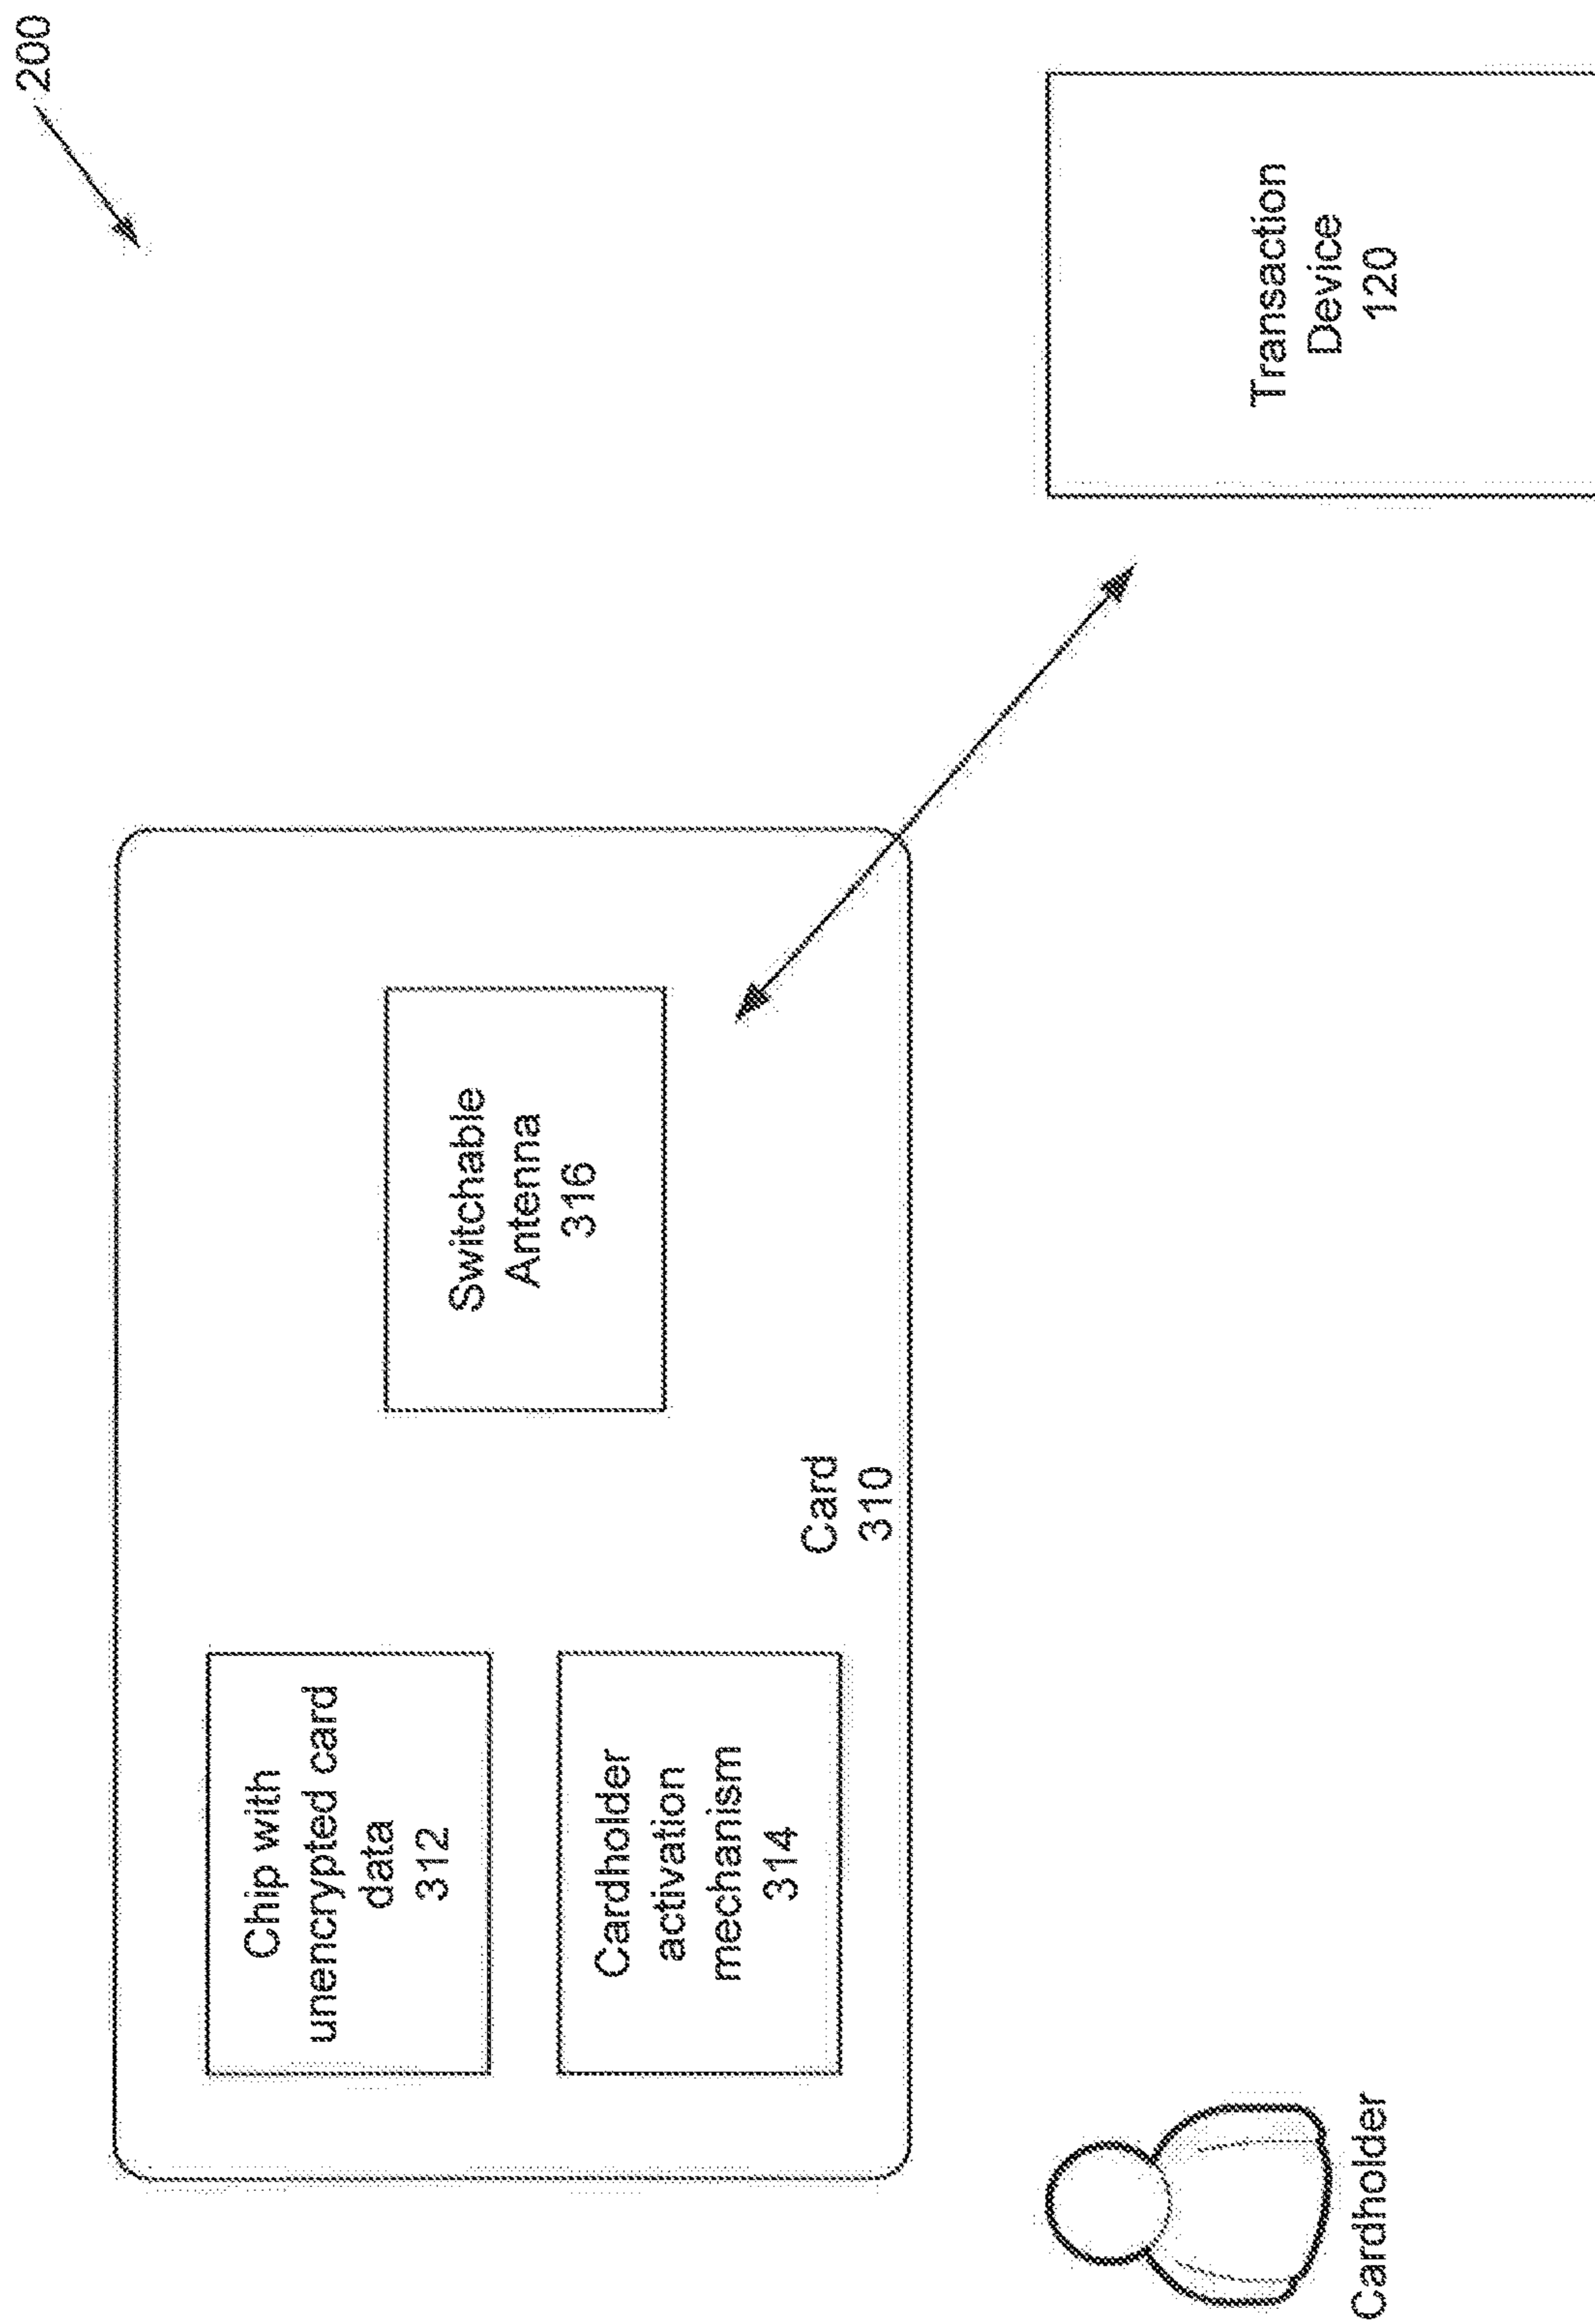 200
Chip with
unencrypted card
data
312
Cardholder
activation
mechanism
314
Switchable
Antenna
316
Card
310
Transaction
Device
120
Cardholder